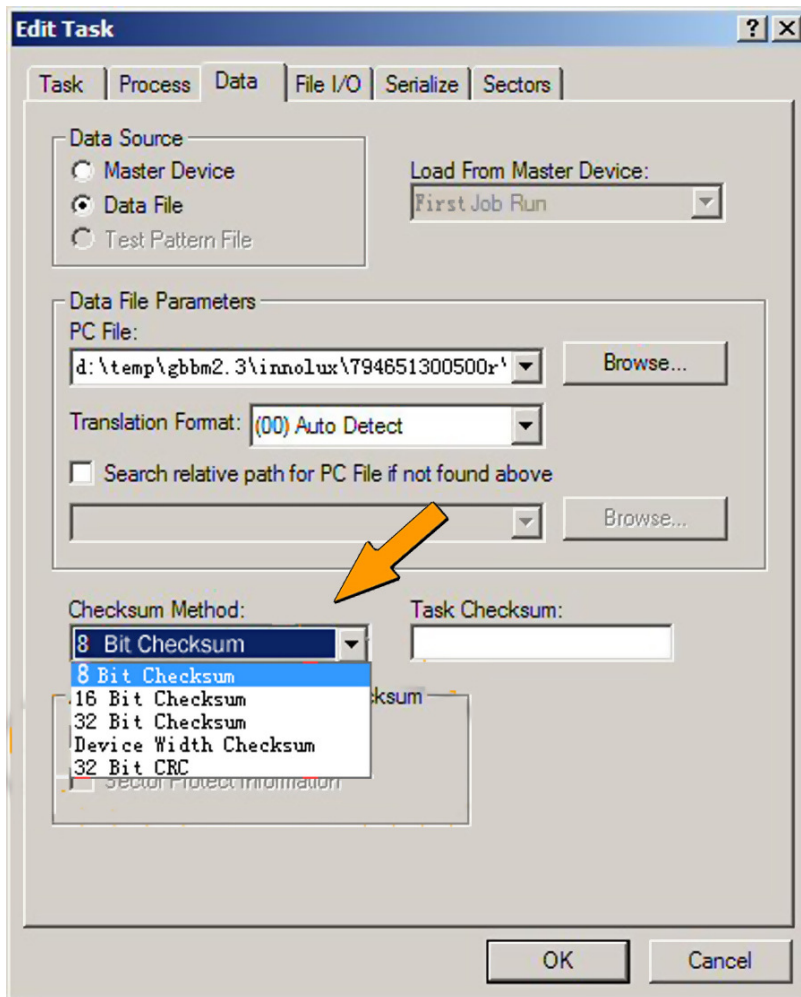 Edit Task
Task Process Data File I/O Serialize Sectors
Data Source
Master Device
Data File
Test Pattern File
Load From Master Device:
First Job Run
Data File Parameters
PC File:
d:\temp\gbbm2.3\innolux\794651300500r\
Browse...
Translation Format: (00) Auto Detect
Search relative path for PC File if not found above
Browse...
Checksum Method:
8 Bit Checksum
Task Checksum:
8 Bit Checksum
16 Bit Checksum
32 Bit Checksum
Device Width Checksum
32 Bit CRC
Sector Protect Information
OK Cancel